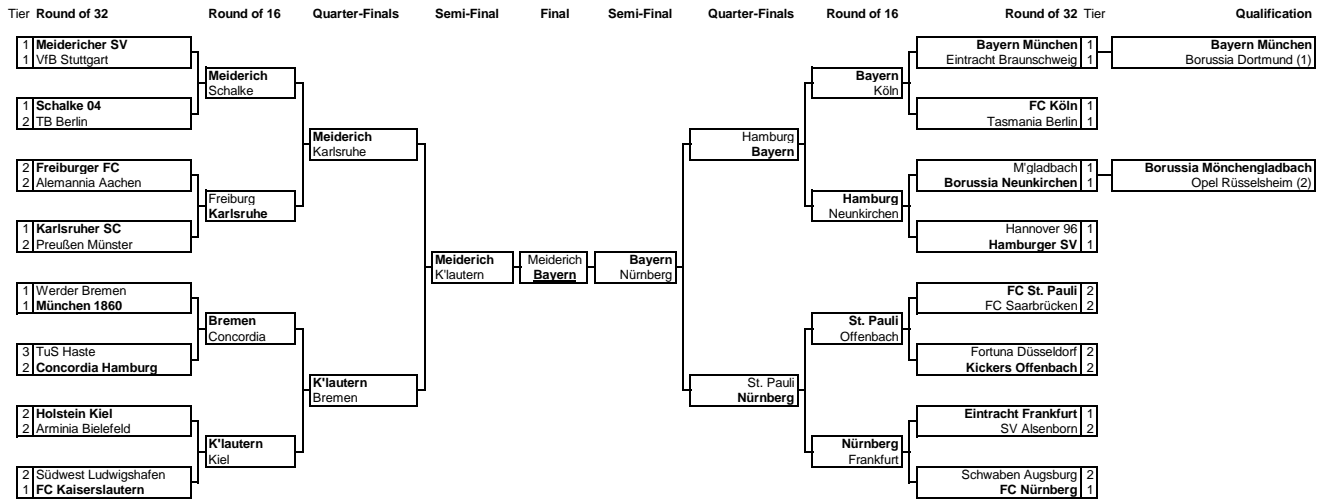 Tier Round of 32 Round of 16 Quarter-Finals Semi-Final Final Semi-Final Quarter-Finals Round of 16 Round of 32 Tier Qualification
1 Meidericher SV
1 VfB Stuttgart
Meiderich
Schalke
1 Schalke 04
2 TB Berlin
Meiderich
Karlsruhe
2 Freiburger FC
2 Alemannia Aachen
Freiburg
Karlsruhe
1 Karlsruher SC
2 Preußen Münster
Meiderich
K'lautern
1 Werder Bremen
1 München 1860
Bremen
Concordia
3 TuS Haste
2 Concordia Hamburg
K'lautern
Bremen
2 Holstein Kiel
2 Arminia Bielefeld
K'lautern
Kiel
2 Südwest Ludwigshafen
1 FC Kaiserslautern
Meiderich
Bayern
Bayern
Nürnberg
Hamburg
Bayern
St. Pauli
Nürnberg
Bayern
Köln
Hamburg
Neunkirchen
St. Pauli
Offenbach
Nürnberg
Frankfurt
Bayern München 1
Eintracht Braunschweig 1
FC Köln 1
Tasmania Berlin 1
M'gladbach 1
Borussia Neunkirchen 1
Hannover 96 1
Hamburger SV 1
FC St. Pauli 2
FC Saarbrücken 2
Fortuna Düsseldorf 2
Kickers Offenbach 2
Eintracht Frankfurt 1
SV Alsenborn 2
Schwaben Augsburg 2
FC Nürnberg 1
Bayern München
Borussia Dortmund (1)
Borussia Mönchengladbach
Opel Rüsselsheim (2)